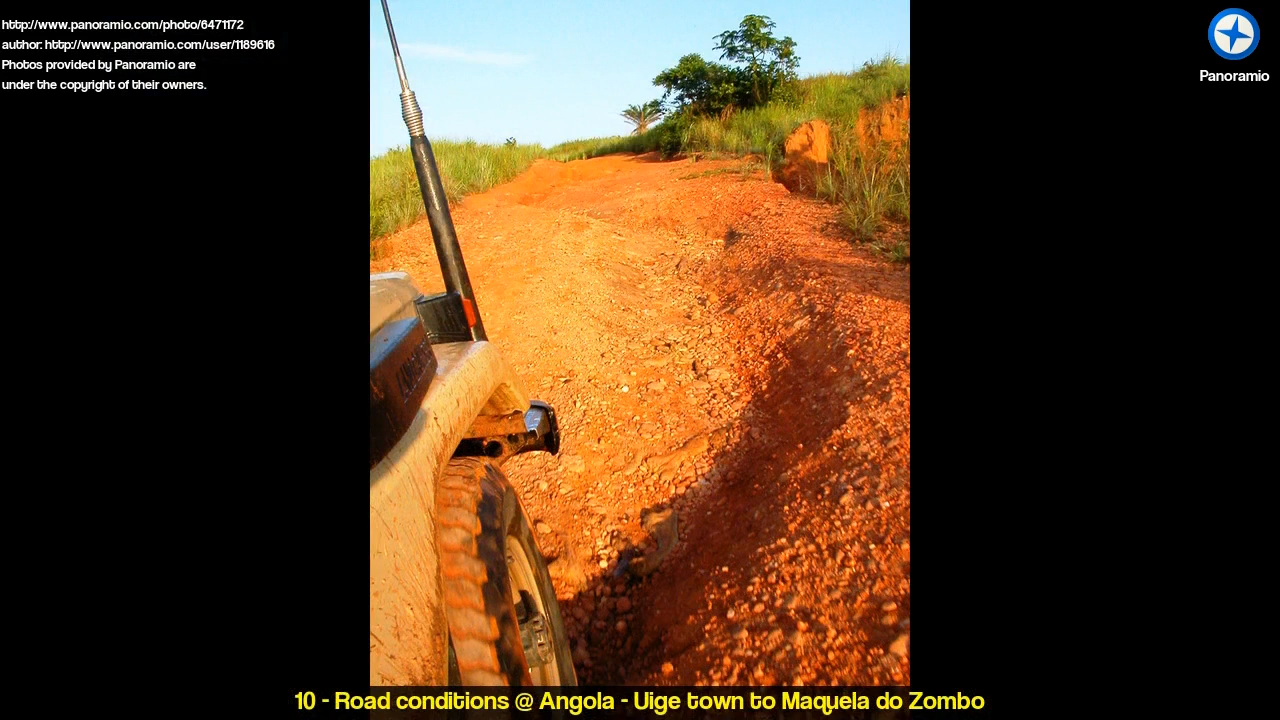 http://www.panoramio.com/photo/6471172
author: http://www.panoramio.com/user/1189616
Photos provided by Panoramio are
under the copyright of their owners.
Panoramio
10 - Road conditions @ Angola - Uige town to Maquela do Zombo